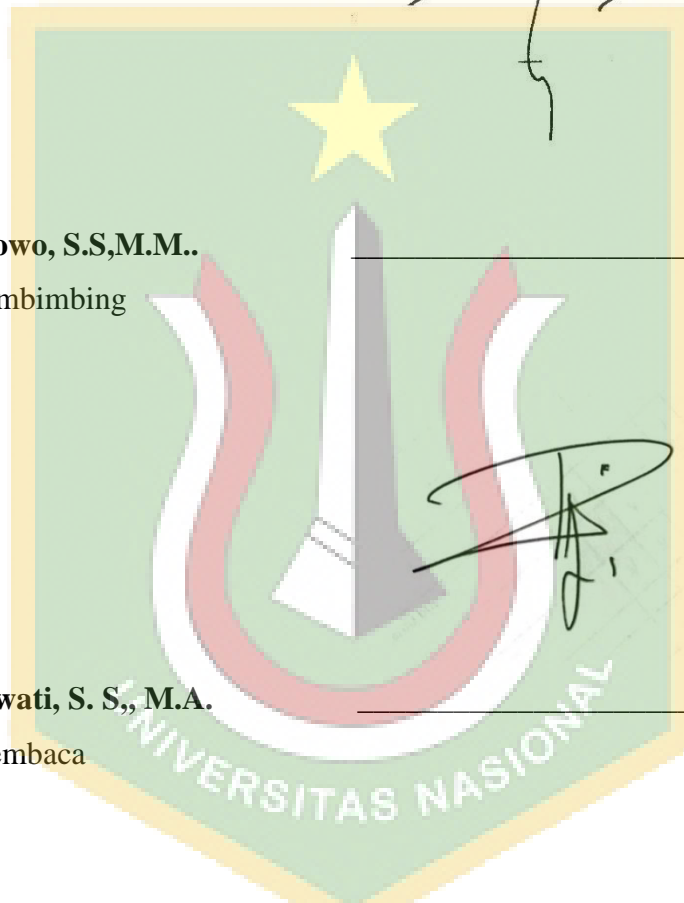 owo, S.S,M.M..
mbimbing
wati, S. S,, M.A.
embaca
UNIVERSITAS NASIONAL